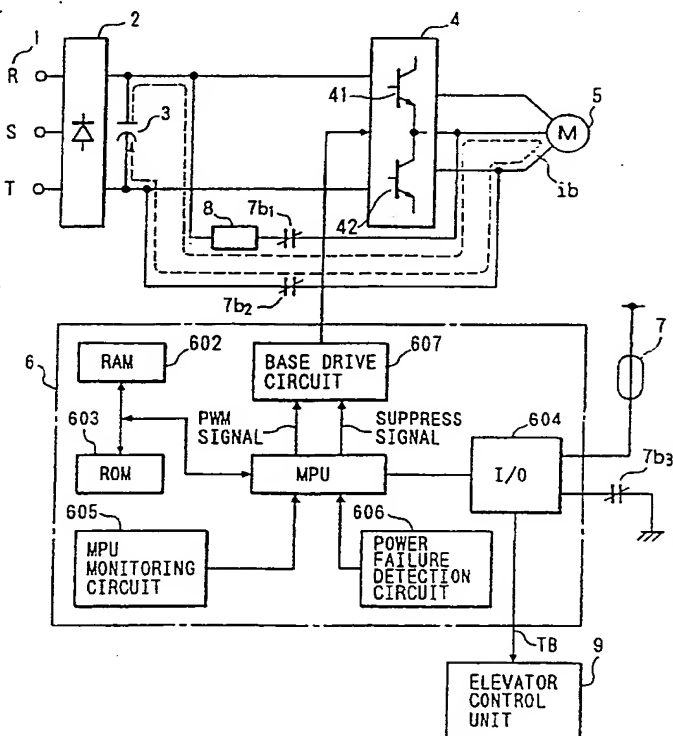 1
2
4
R
S
T
3
41
42
M
5
ib
8
7b1
7b2
6
RAM
602
603
ROM
BASE DRIVE
CIRCUIT
607
PWM
SIGNAL
SUPPRESS
SIGNAL
MPU
604
I/O
7
7b3
605
MPU
MONITORING
CIRCUIT
606
POWER
FAILURE
DETECTION
CIRCUIT
TB
9
ELEVATOR
CONTROL
UNIT